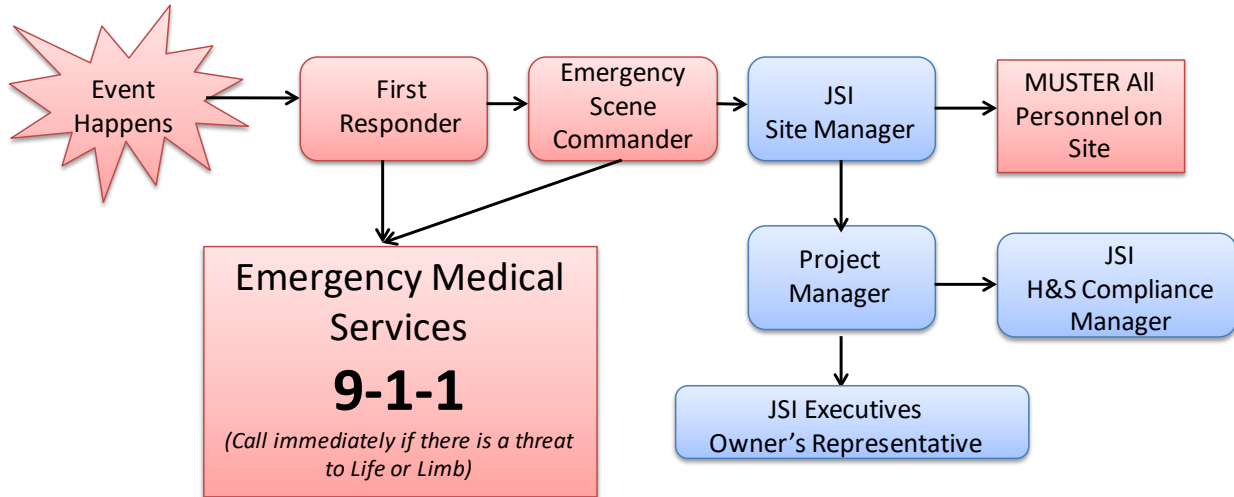 Event
Happens
First
Responder
Emergency
Scene
Commander
JSI
Site Manager
MUSTER All
Personnel on
Site
Emergency Medical
Services
9-1-1
(Call immediately if there is a threat
to Life or Limb)
Project
Manager
JSI
H&S Compliance
Manager
JSI Executives
Owner’s Representative